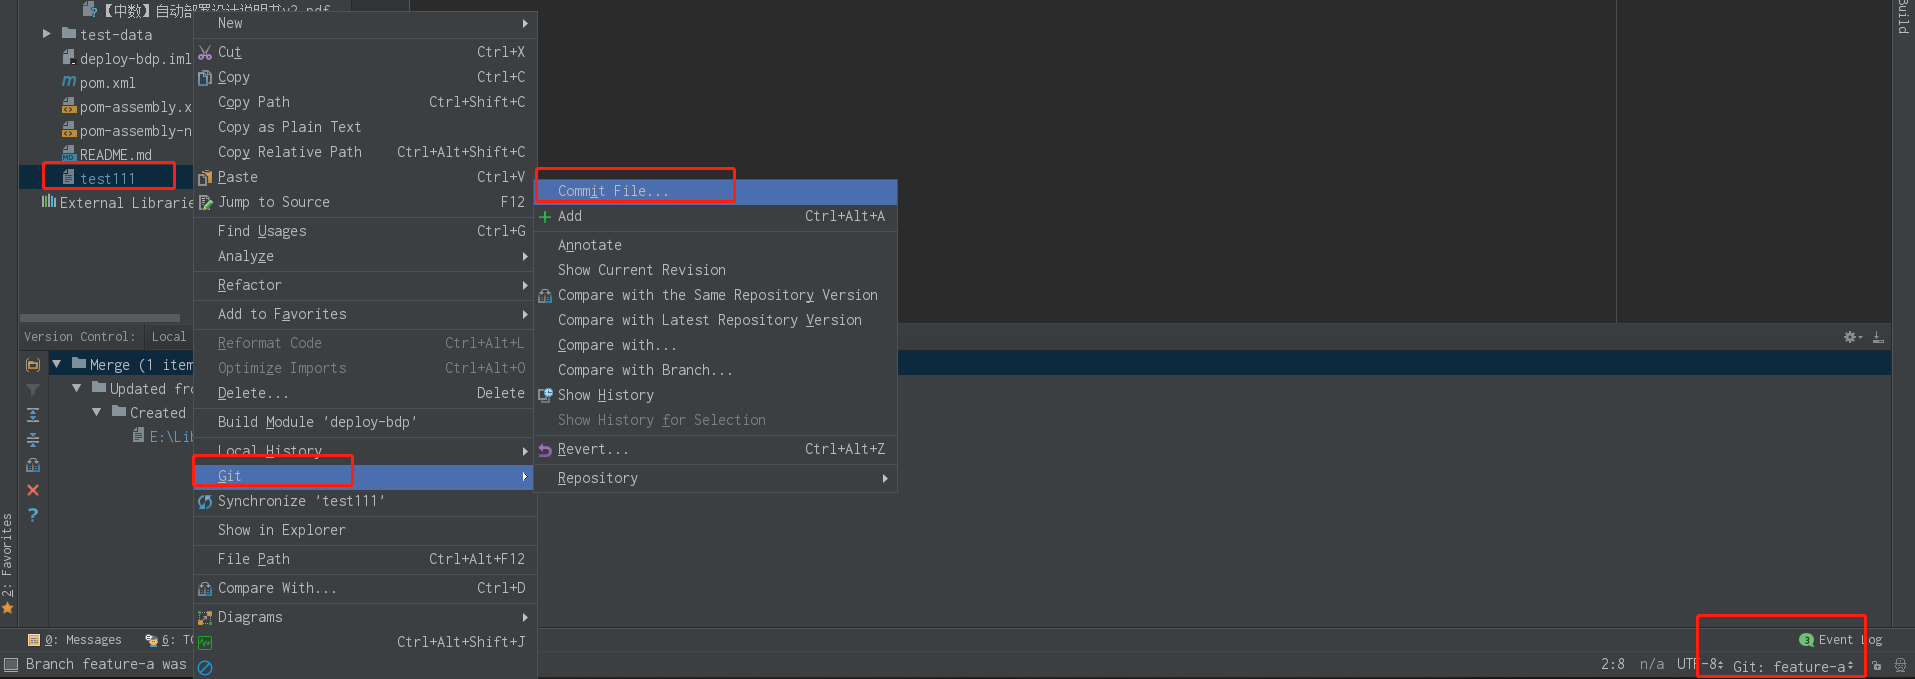 【中数】自动部署设计说明书v2.pdf
test-data
deploy-bdp.iml
pom.xml
pom-assembly.x
pom-assembly-n
README.md
test111
External Librarie
New
Cut Ctrl+X
Copy Ctrl+C
Copy Path Ctrl+Shift+C
Copy as Plain Text
Copy Relative Path Ctrl+Alt+Shift+C
Paste Ctrl+V
Jump to Source F12
Find Usages Ctrl+G
Analyze
Refactor
Add to Favorites
Reformat Code Ctrl+Alt+L
Optimize Imports Ctrl+Alt+O
Delete... Delete
Build Module 'deploy-bdp'
Local History
Git
Synchronize 'test111'
Show in Explorer
File Path Ctrl+Alt+F12
Compare With... Ctrl+D
Diagrams
Ctrl+Alt+Shift+J
Commit File...
Add Ctrl+Alt+A
Annotate
Show Current Revision
Compare with the Same Repository Version
Compare with Latest Repository Version
Compare with...
Compare with Branch...
Show History
Show History for Selection
Revert... Ctrl+Alt+Z
Repository
Version Control: Local
Merge (1 item
Updated fro
Created
E:\Lib
2: Favorites
Build
0: Messages 6: TO
3 Event Log
Branch feature-a was
2:8 n/a UTF-8 Git: feature-a